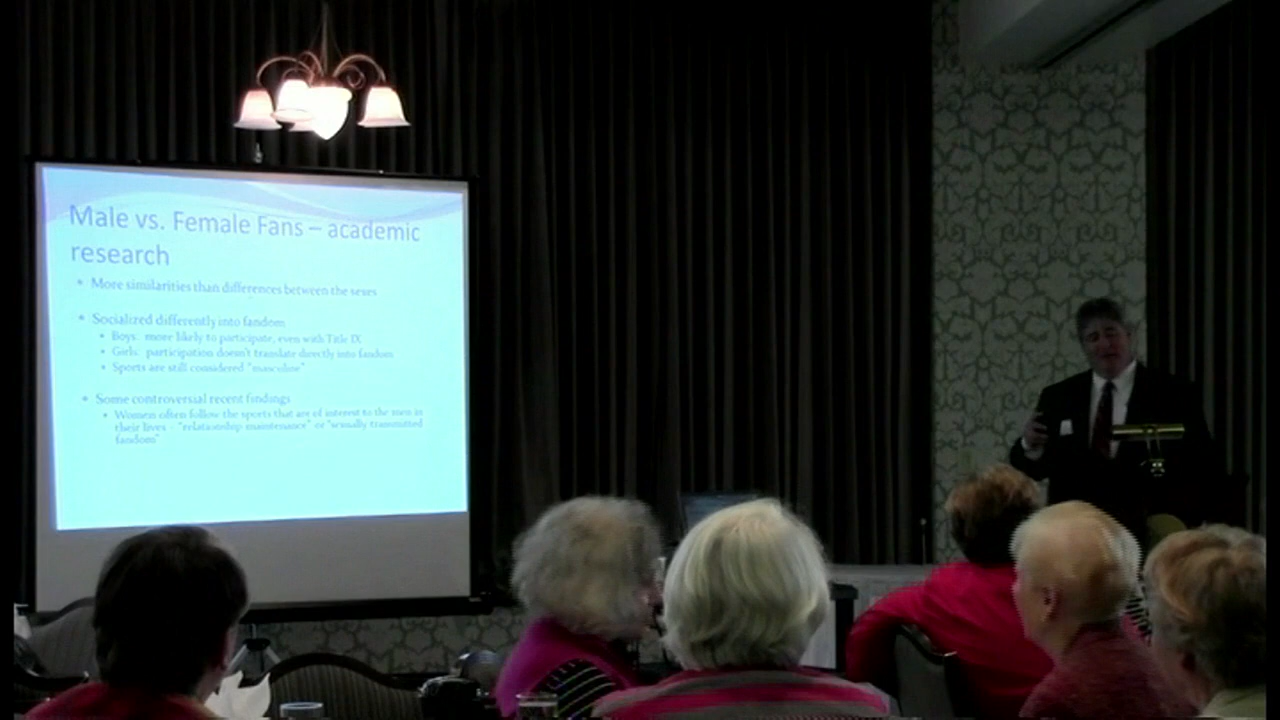 Male vs. Female Fans – academic
research
• More similarities than differences between the sexes
• Socialized differently into fandom
• Boys: more likely to participate, even with Title IX
• Girls: participation doesn't translate directly into fandom
• Sports are still considered "masculine"
• Some controversial recent findings
• Women often follow the sports that are of interest to the men in
their lives - "relationship maintenance" or "sexually transmitted
fandom"